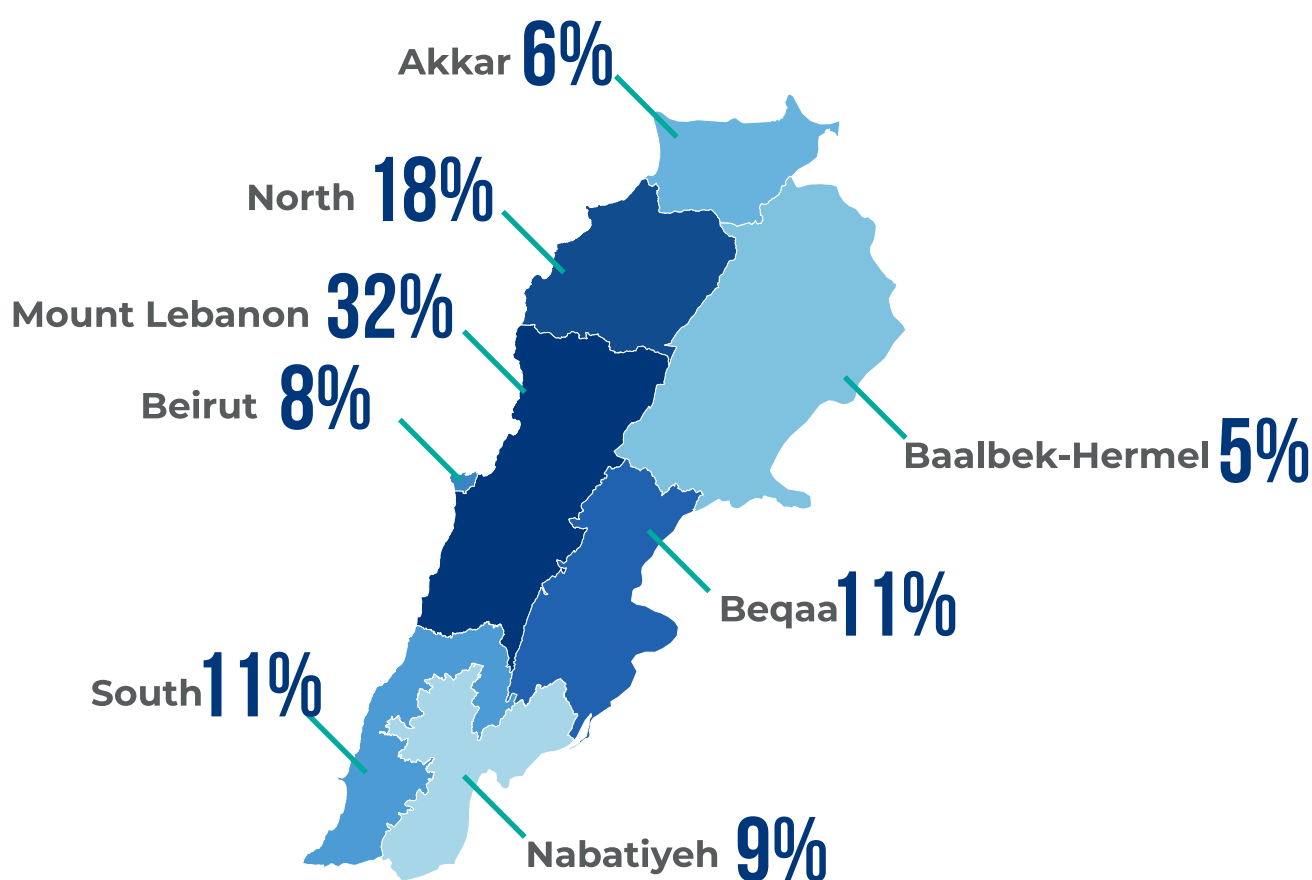 Akkar 6%
North 18%
Mount Lebanon 32%
Beirut 8%
Baalbek-Hermel 5%
Beqaa 11%
South 11%
Nabatiyeh 9%